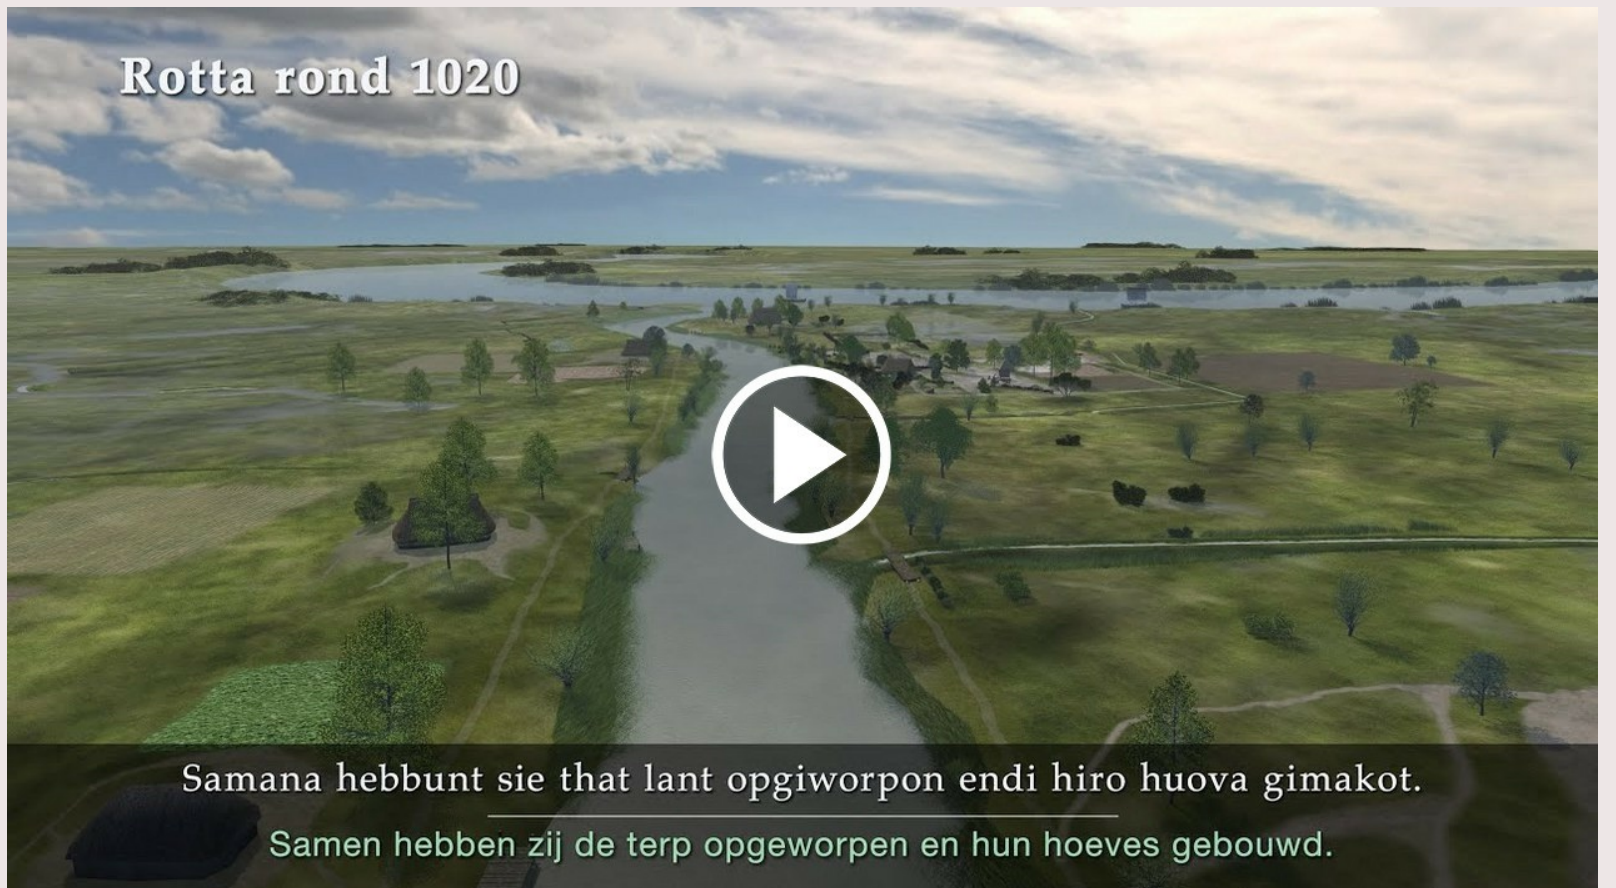 Rotta rond 1020
Samana hebbunt sie that lant opgiworpon endi hiro huova gimakot.
Samen hebben zij de terp opgeworpen en hun hoeves gebouwd.